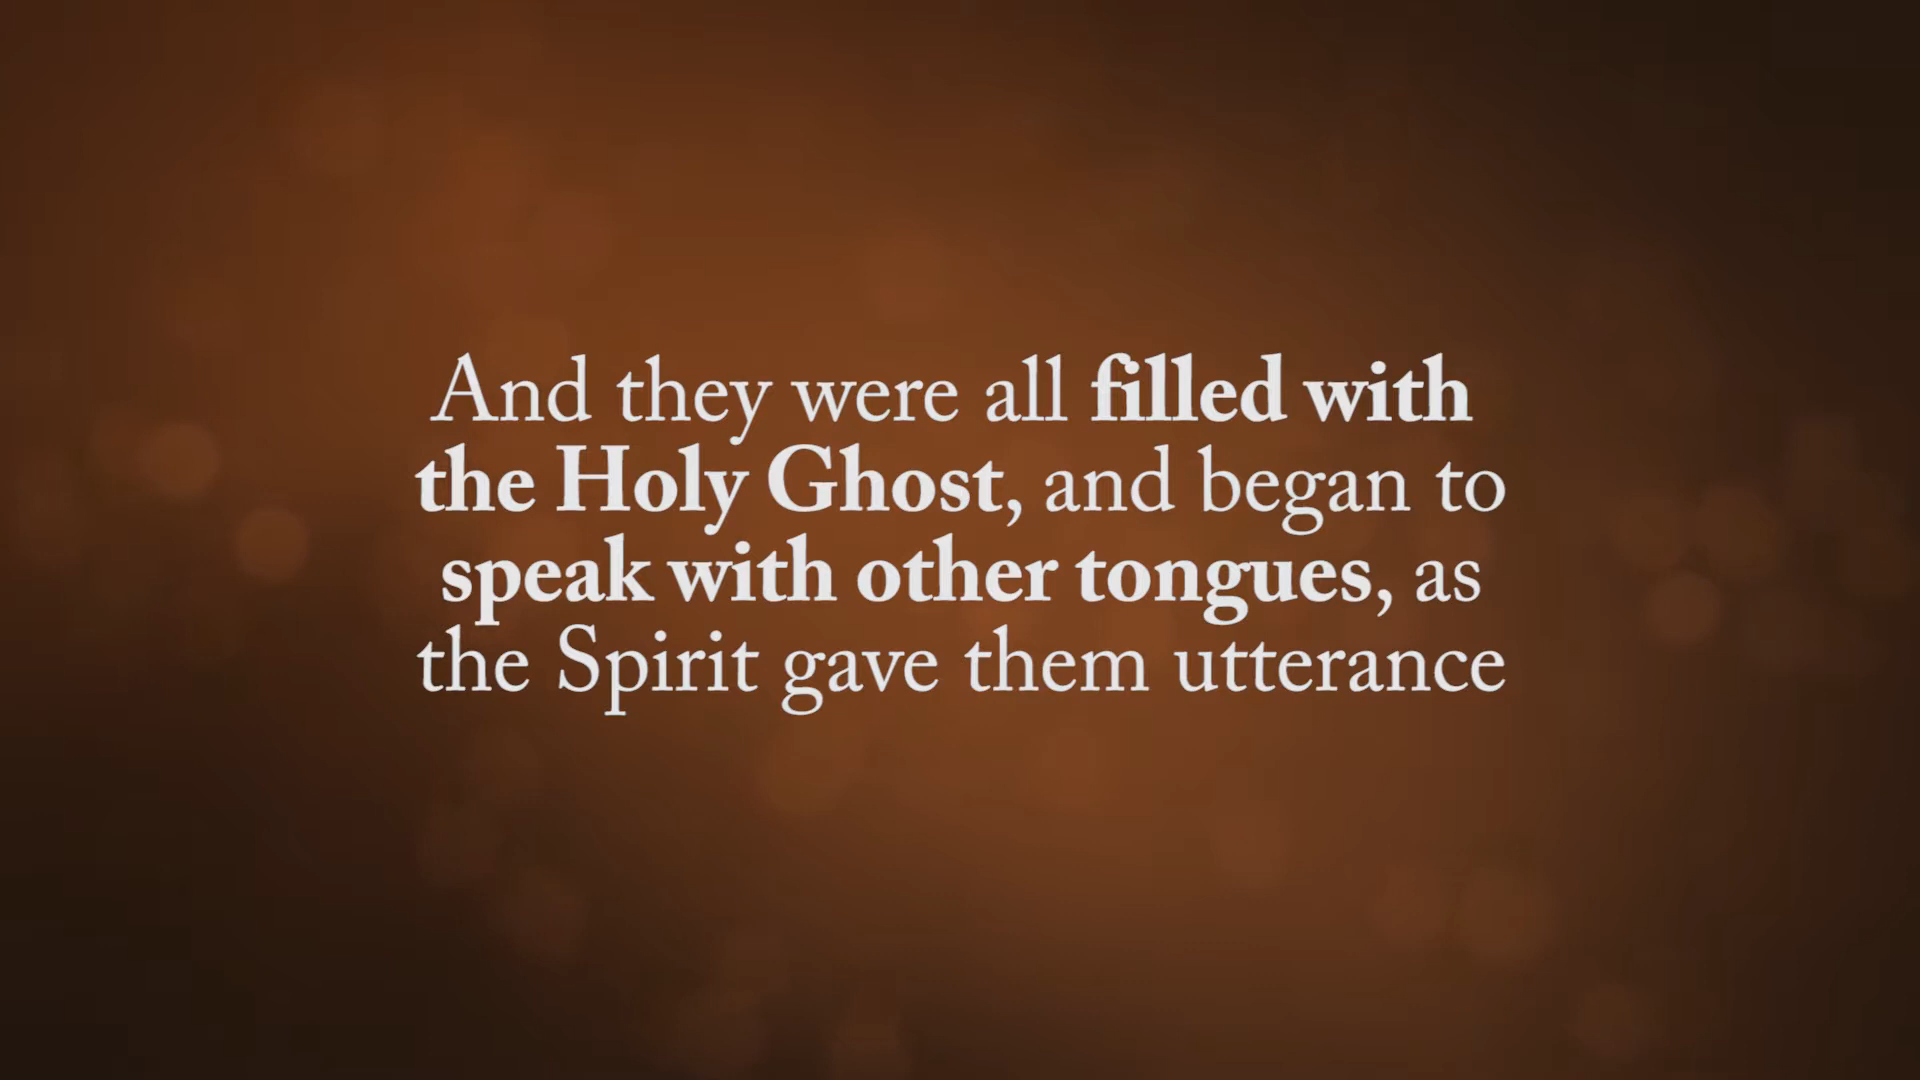 And they were all filled with
the Holy Ghost, and began to
speak with other tongues, as
the Spirit gave them utterance